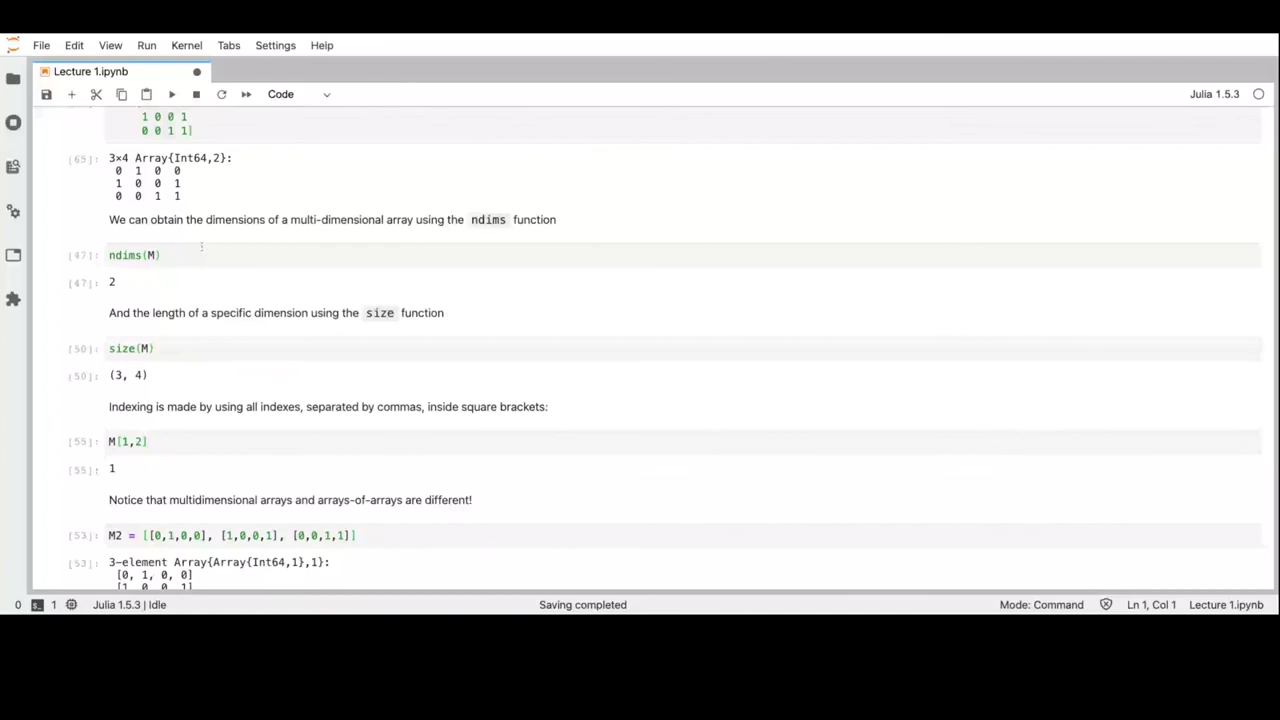 File Edit View Run Kernel Tabs Settings Help
Lecture 1.ipynb
Code Julia 1.5.3
1 0 0 1
0 0 1 1]
[65]: 3×4 Array{Int64,2}:
0 1 0 0
1 0 0 1
0 0 1 1
We can obtain the dimensions of a multi-dimensional array using the ndims function
[47]: ndims(M)
[47]: 2
And the length of a specific dimension using the size function
[50]: size(M)
[50]: (3, 4)
Indexing is made by using all indexes, separated by commas, inside square brackets:
[55]: M[1,2]
[55]: 1
Notice that multidimensional arrays and arrays-of-arrays are different!
[53]: M2 = [[0,1,0,0], [1,0,0,1], [0,0,1,1]]
[53]: 3-element Array{Array{Int64,1},1}:
[0, 1, 0, 0]
[1, 0, 0, 1]
0 1 Julia 1.5.3 | Idle Saving completed Mode: Command Ln 1, Col 1 Lecture 1.ipynb